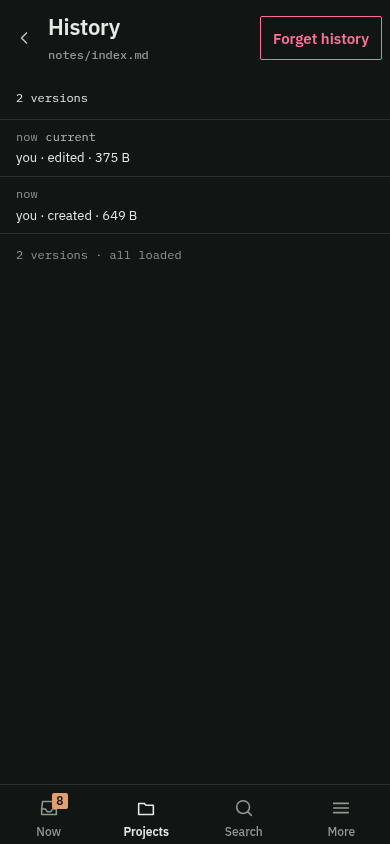 History
notes/index.md
Forget history
2 versions
now current
you · edited · 375 B
now
you · created · 649 B
2 versions · all loaded
8
Now
Projects
Search
More